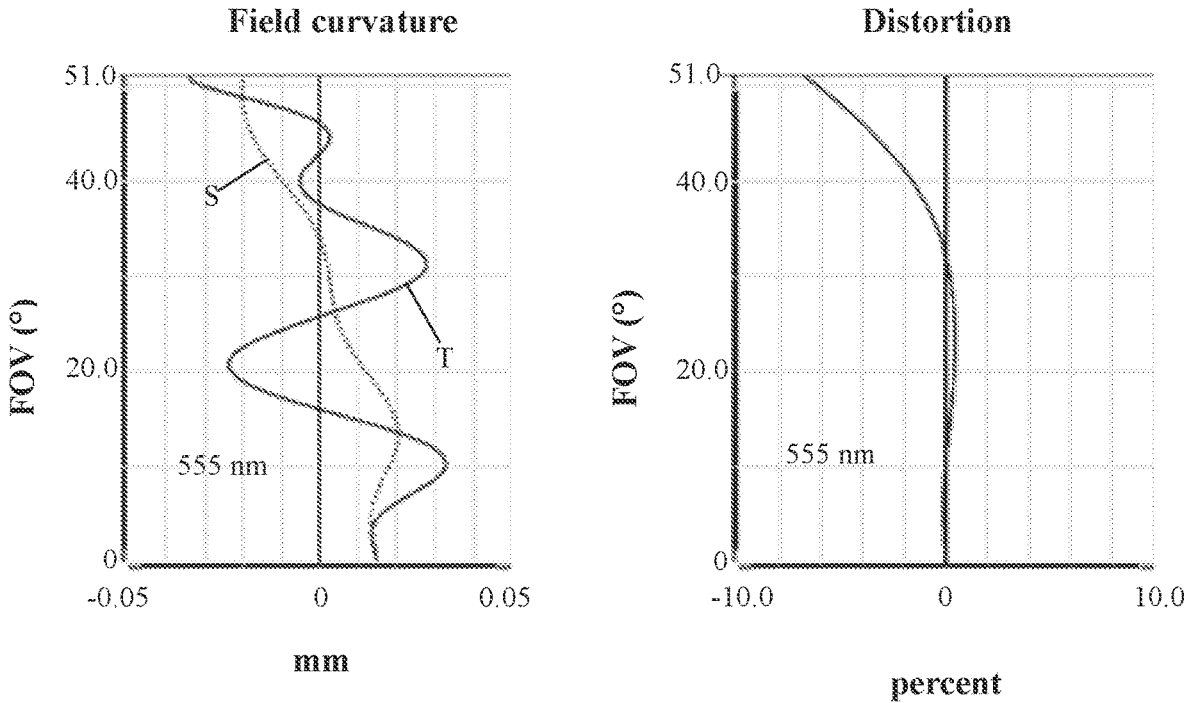 Field curvature
51.0
40.0
20.0
0
FOV (°)
S
T
555 nm
-0.05 0 0.05
mm
Distortion
51.0
40.0
20.0
0
FOV (°)
555 nm
-10.0 0 10.0
percent